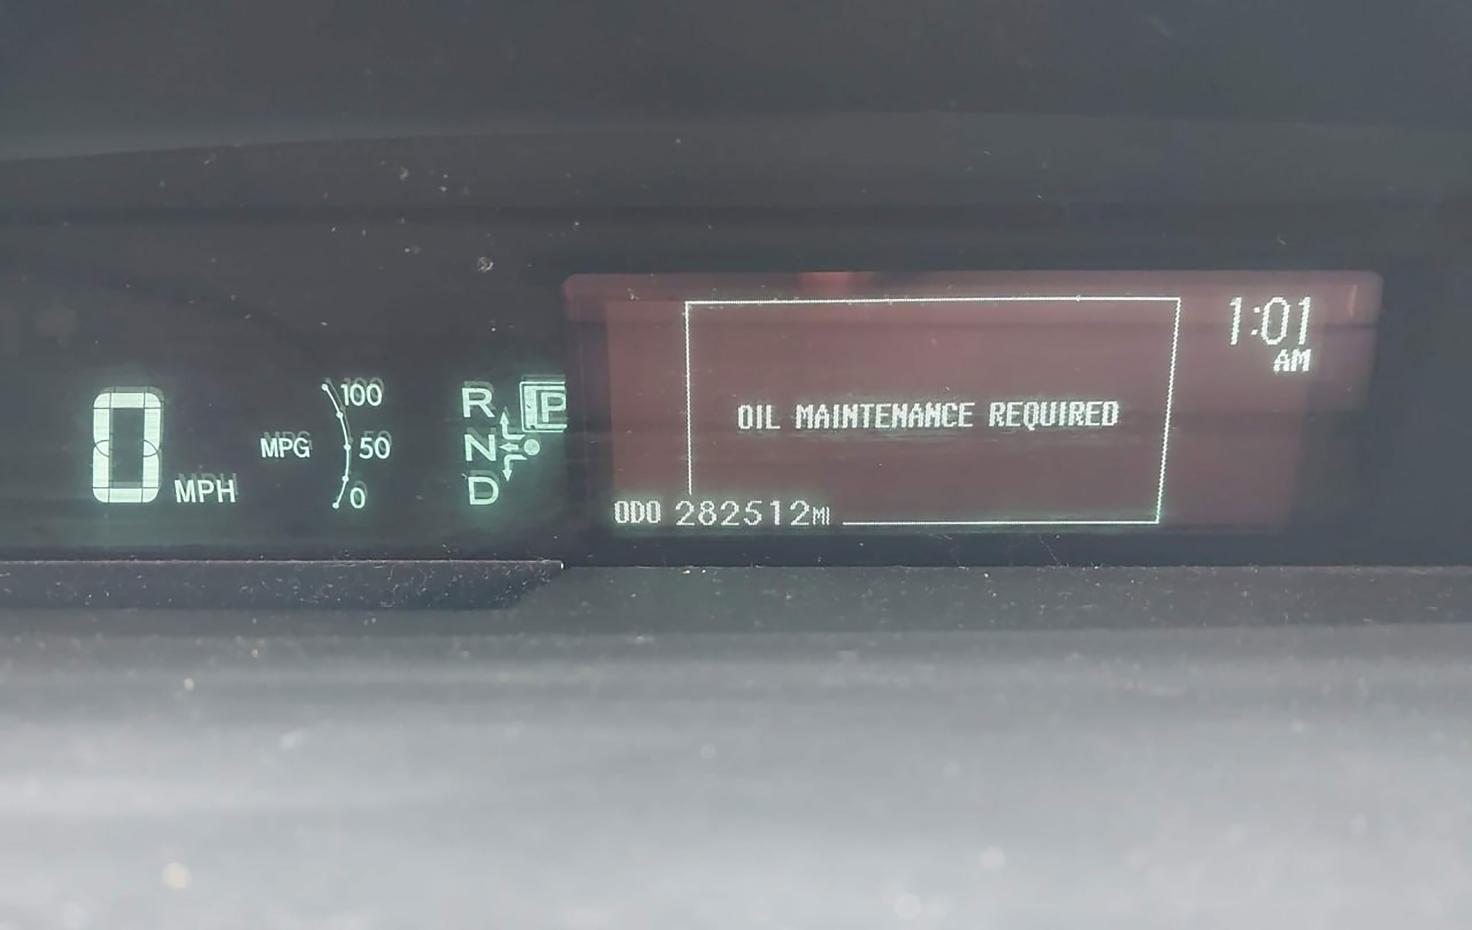 0 MPH
MPG
100
50
0
R
N
D
P
OIL MAINTENANCE REQUIRED
1:01
AM
ODO 282512MI